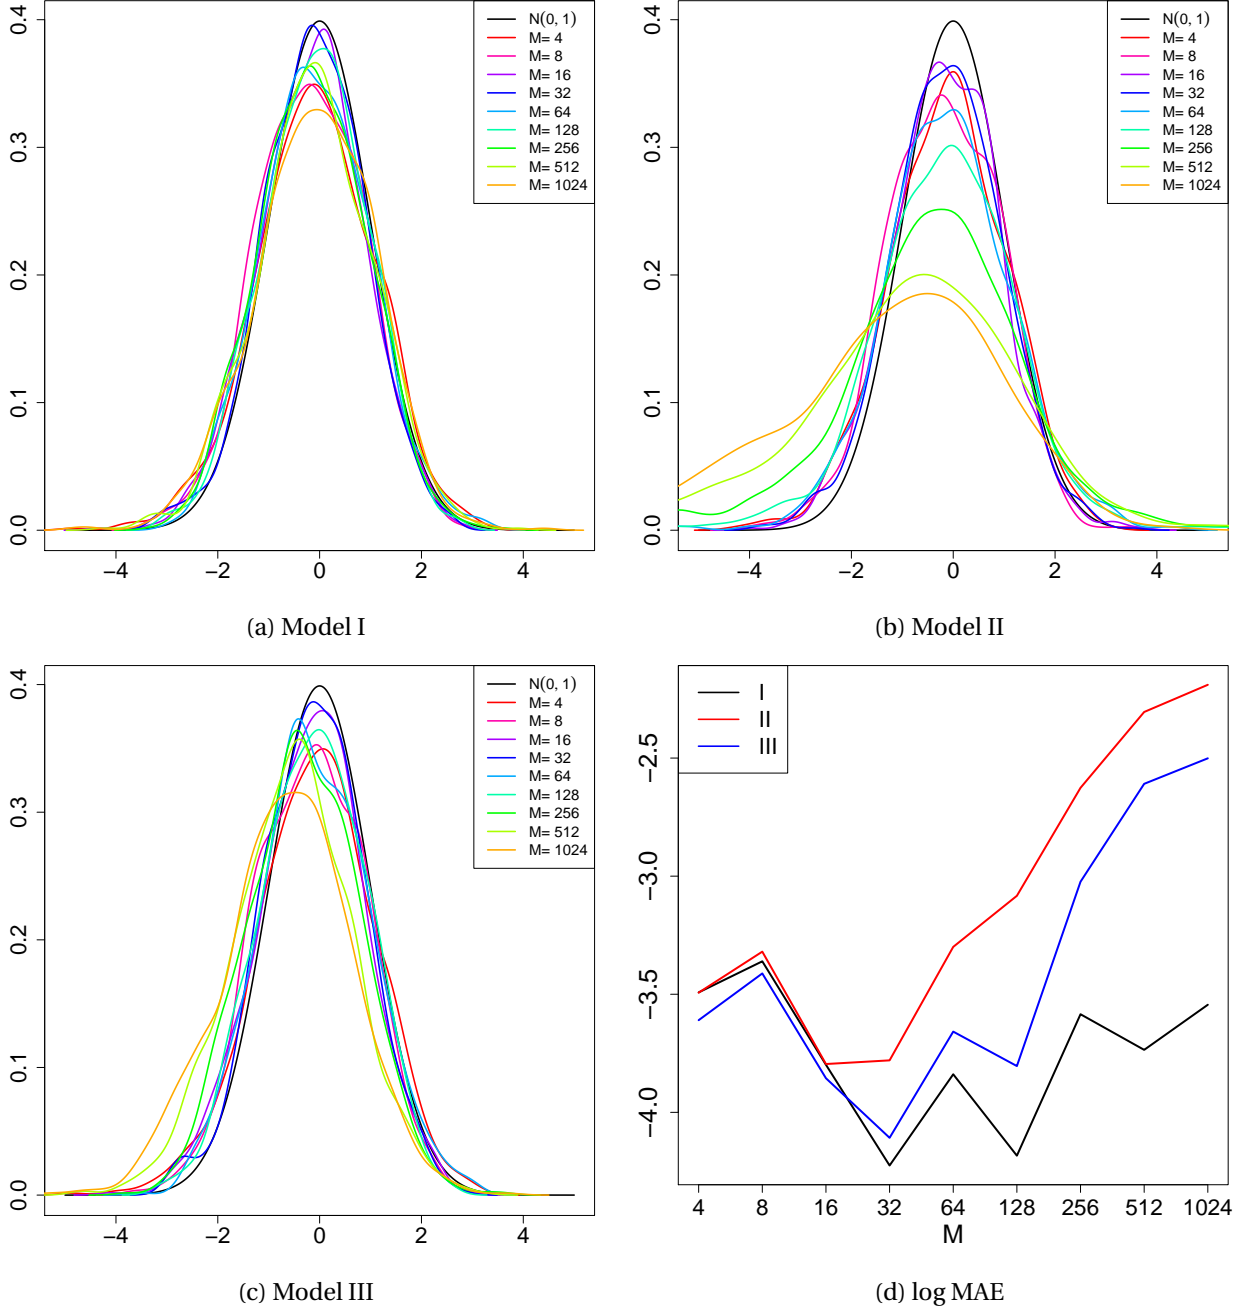 0.0
0.1
0.2
0.3
0.4
−4
−2
0
2
4
N(0, 1)
M= 4
M= 8
M= 16
M= 32
M= 64
M= 128
M= 256
M= 512
M= 1024
(a) Model I
0.0
0.1
0.2
0.3
0.4
−4
−2
0
2
4
N(0, 1)
M= 4
M= 8
M= 16
M= 32
M= 64
M= 128
M= 256
M= 512
M= 1024
(b) Model II
0.0
0.1
0.2
0.3
0.4
−4
−2
0
2
4
N(0, 1)
M= 4
M= 8
M= 16
M= 32
M= 64
M= 128
M= 256
M= 512
M= 1024
(c) Model III
−4.0
−3.5
−3.0
−2.5
4
8
16
32
64
128
256
512
1024
M
I
II
III
(d) log MAE